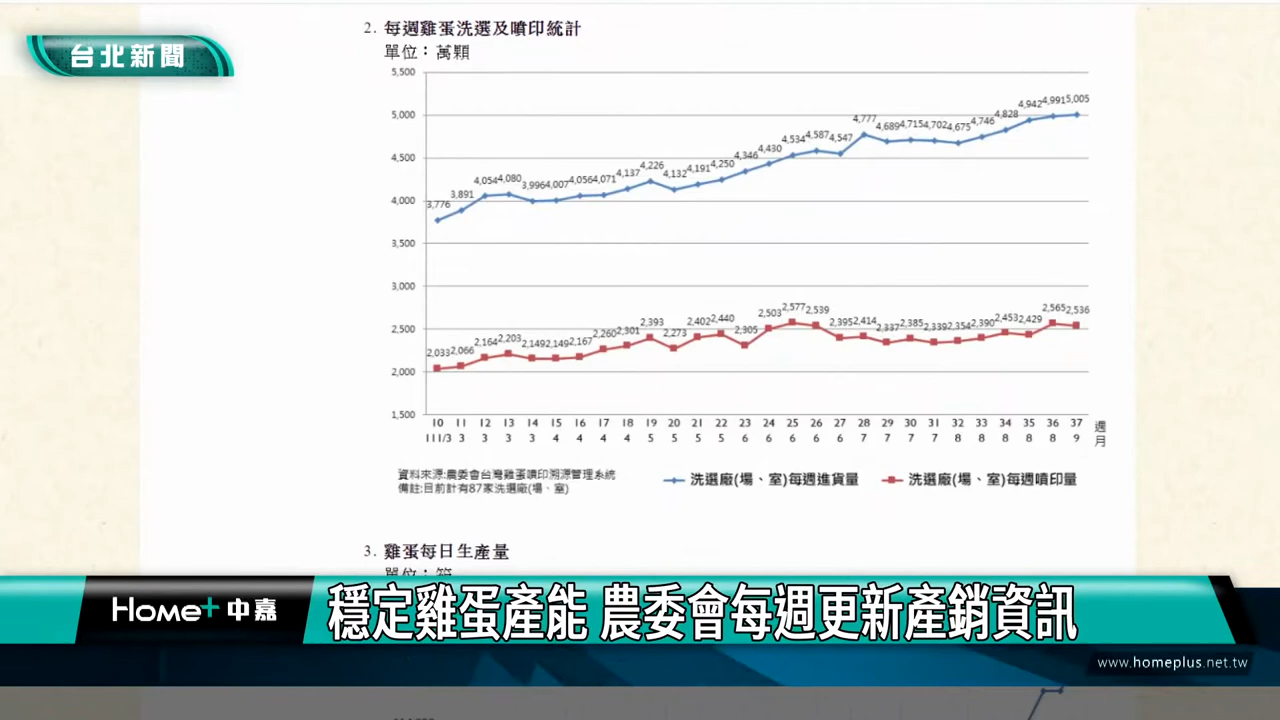 台北新聞
2. 每週雞蛋洗選及噴印統計
單位：萬顆
5,500
5,000
4,500
4,000
3,500
3,000
2,500
2,000
1,500
3,776 3,891 4,054 4,080 3,996 4,007 4,056 4,071 4,137 4,226 4,132 4,191 4,250 4,346 4,430 4,534 4,587 4,547 4,777 4,689 4,715 4,702 4,675 4,746 4,828 4,942 4,991 5,005
2,033 2,066 2,164 2,203 2,149 2,149 2,167 2,260 2,301 2,393 2,273 2,402 2,440 2,305 2,503 2,577 2,539 2,395 2,414 2,337 2,385 2,339 2,354 2,390 2,453 2,429 2,565 2,536
10 11 12 13 14 15 16 17 18 19 20 21 22 23 24 25 26 27 28 29 30 31 32 33 34 35 36 37 週
111/3 3 3 3 3 4 4 4 4 5 5 5 5 6 6 6 6 6 7 7 7 7 8 8 8 8 8 9 月
資料來源:農委會台灣雞蛋噴印溯源管理系統
備註:目前計有87家洗選廠(場、室)
洗選廠(場、室)每週進貨量 洗選廠(場、室)每週噴印量
3. 雞蛋每日生產量
Home+ 中嘉
穩定雞蛋產能 農委會每週更新產銷資訊
www.homeplus.net.tw